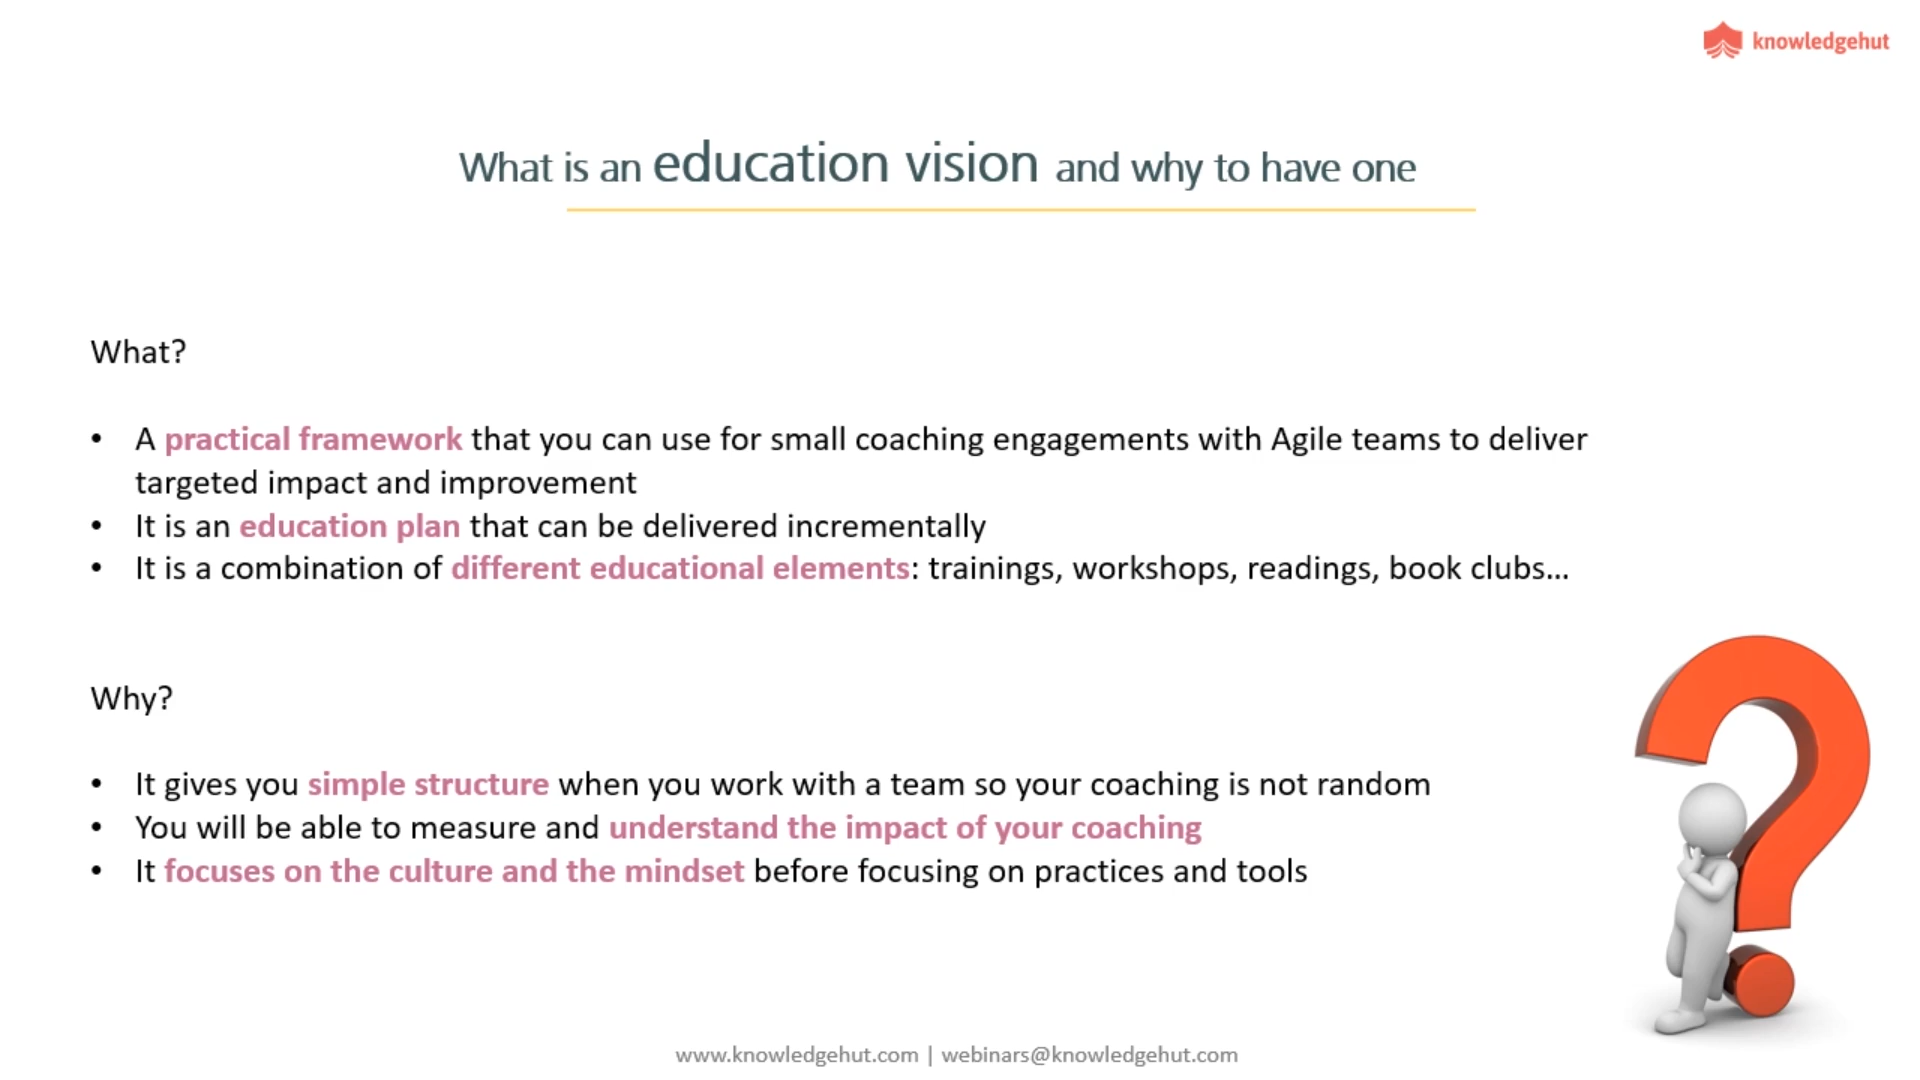 knowledgehut
What is an education vision and why to have one
What?
• A practical framework that you can use for small coaching engagements with Agile teams to deliver
targeted impact and improvement
• It is an education plan that can be delivered incrementally
• It is a combination of different educational elements: trainings, workshops, readings, book clubs...
Why?
• It gives you simple structure when you work with a team so your coaching is not random
• You will be able to measure and understand the impact of your coaching
• It focuses on the culture and the mindset before focusing on practices and tools
www.knowledgehut.com | webinars@knowledgehut.com